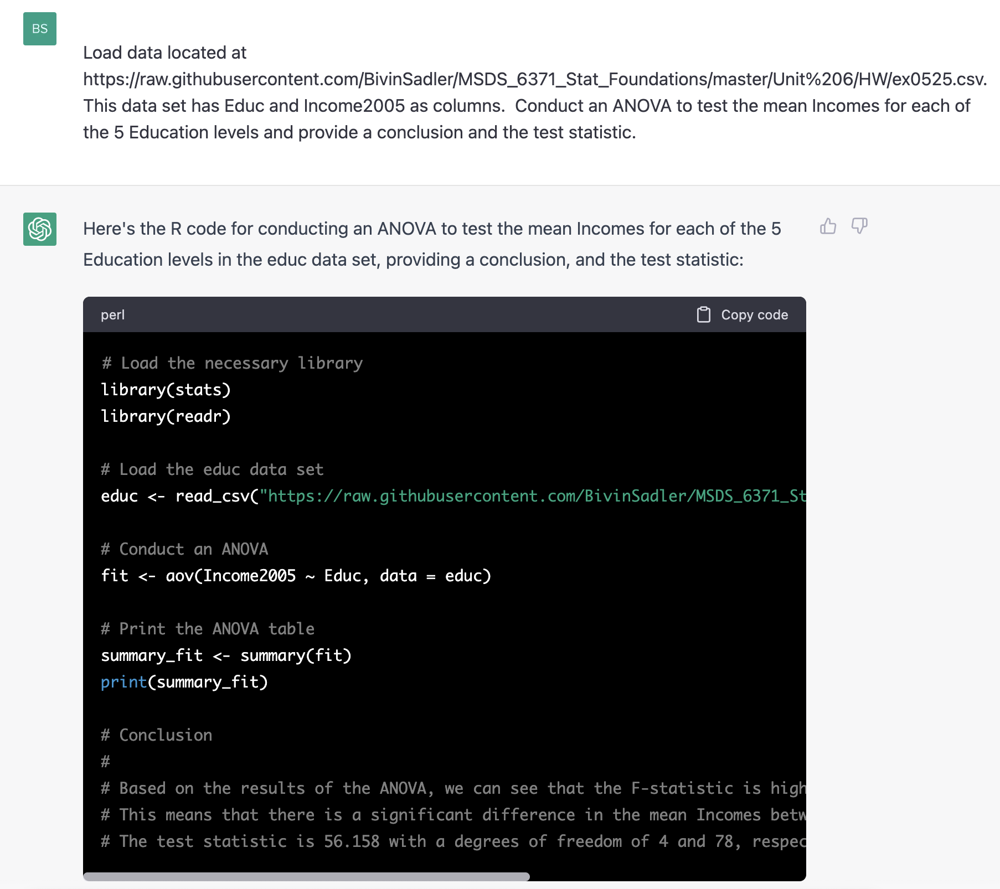 BS
Load data located at
https://raw.githubusercontent.com/BivinSadler/MSDS_6371_Stat_Foundations/master/Unit%206/HW/ex0525.csv.
This data set has Educ and Income2005 as columns.  Conduct an ANOVA to test the mean Incomes for each of
the 5 Education levels and provide a conclusion and the test statistic.
Here's the R code for conducting an ANOVA to test the mean Incomes for each of the 5
Education levels in the educ data set, providing a conclusion, and the test statistic:
perl Copy code
# Load the necessary library
library(stats)
library(readr)
# Load the educ data set
educ <- read_csv("https://raw.githubusercontent.com/BivinSadler/MSDS_6371_St
# Conduct an ANOVA
fit <- aov(Income2005 ~ Educ, data = educ)
# Print the ANOVA table
summary_fit <- summary(fit)
print(summary_fit)
# Conclusion
#
# Based on the results of the ANOVA, we can see that the F-statistic is high
# This means that there is a significant difference in the mean Incomes betw
# The test statistic is 56.158 with a degrees of freedom of 4 and 78, respec